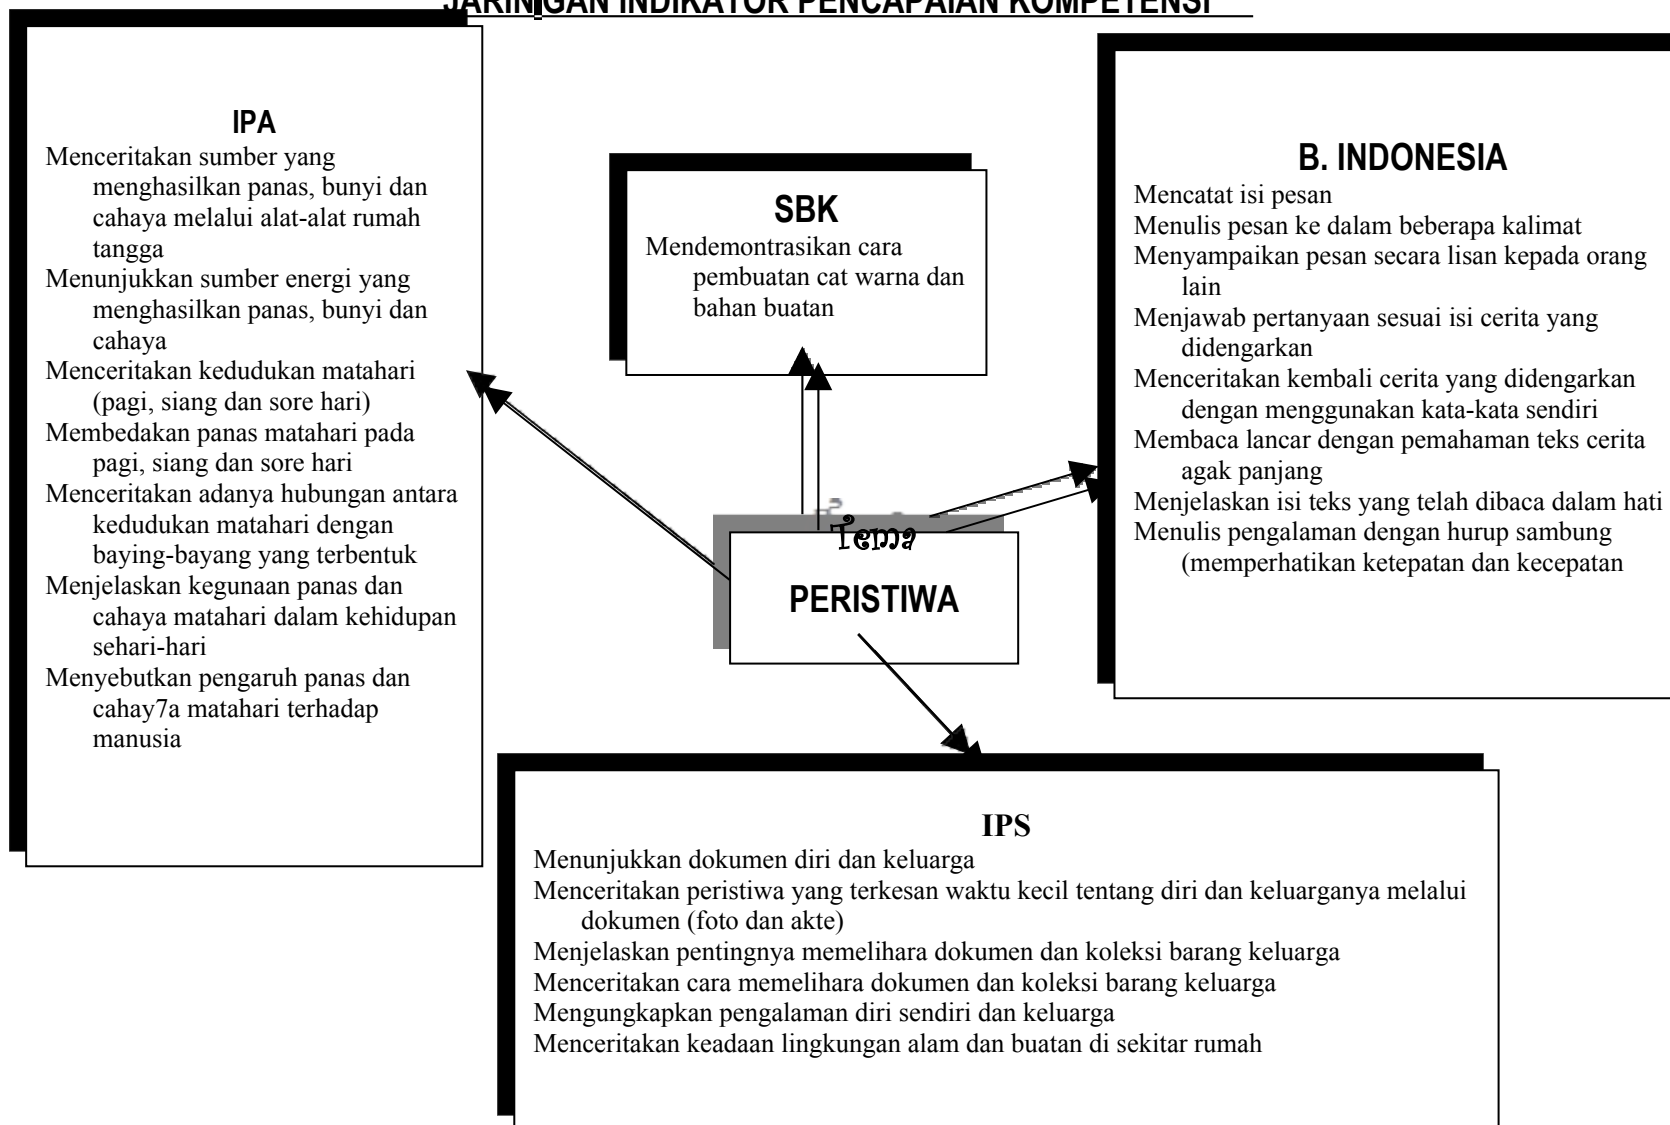 JARINGAN INDIKATOR PENCAPAIAN KOMPETENSI
IPA
Menceritakan sumber yang
menghasilkan panas, bunyi dan
cahaya melalui alat-alat rumah
tangga
Menunjukkan sumber energi yang
menghasilkan panas, bunyi dan
cahaya
Menceritakan kedudukan matahari
(pagi, siang dan sore hari)
Membedakan panas matahari pada
pagi, siang dan sore hari
Menceritakan adanya hubungan antara
kedudukan matahari dengan
baying-bayang yang terbentuk
Menjelaskan kegunaan panas dan
cahaya matahari dalam kehidupan
sehari-hari
Menyebutkan pengaruh panas dan
cahay7a matahari terhadap
manusia
SBK
Mendemontrasikan cara
pembuatan cat warna dan
bahan buatan
B. INDONESIA
Mencatat isi pesan
Menulis pesan ke dalam beberapa kalimat
Menyampaikan pesan secara lisan kepada orang
lain
Menjawab pertanyaan sesuai isi cerita yang
didengarkan
Menceritakan kembali cerita yang didengarkan
dengan menggunakan kata-kata sendiri
Membaca lancar dengan pemahaman teks cerita
agak panjang
Menjelaskan isi teks yang telah dibaca dalam hati
Menulis pengalaman dengan hurup sambung
(memperhatikan ketepatan dan kecepatan
Tema
PERISTIWA
IPS
Menunjukkan dokumen diri dan keluarga
Menceritakan peristiwa yang terkesan waktu kecil tentang diri dan keluarganya melalui
dokumen (foto dan akte)
Menjelaskan pentingnya memelihara dokumen dan koleksi barang keluarga
Menceritakan cara memelihara dokumen dan koleksi barang keluarga
Mengungkapkan pengalaman diri sendiri dan keluarga
Menceritakan keadaan lingkungan alam dan buatan di sekitar rumah